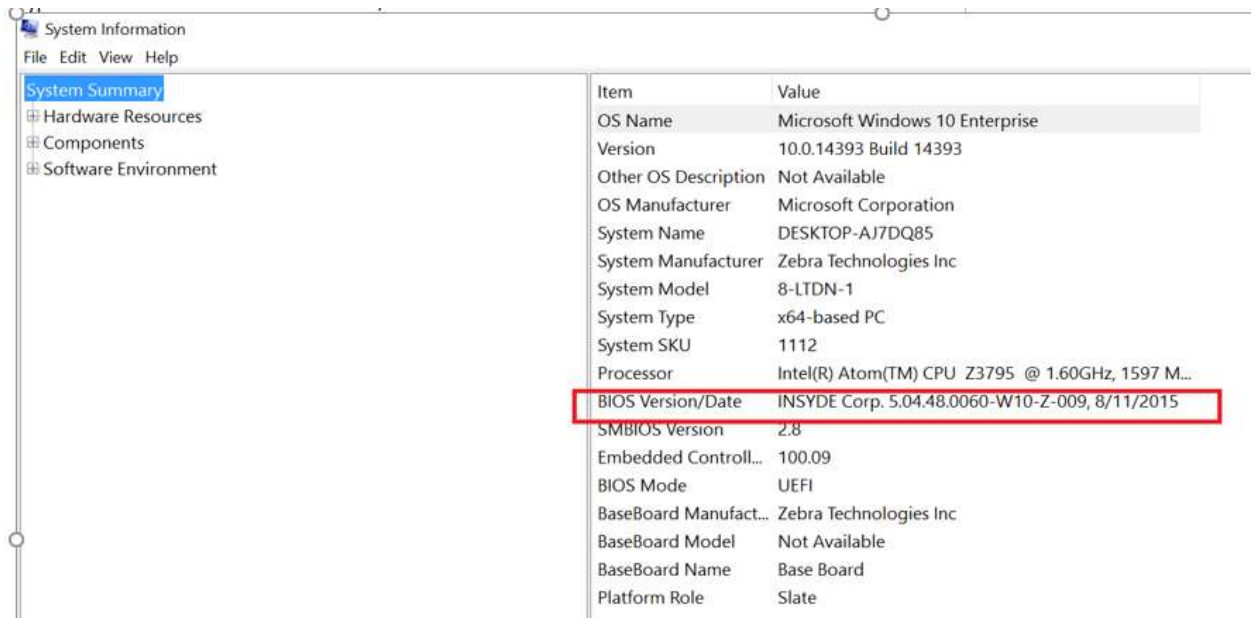 System Information
File Edit View Help
System Summary
Hardware Resources
Components
Software Environment
Item Value
OS Name Microsoft Windows 10 Enterprise
Version 10.0.14393 Build 14393
Other OS Description Not Available
OS Manufacturer Microsoft Corporation
System Name DESKTOP-AJ7DQ85
System Manufacturer Zebra Technologies Inc
System Model 8-LTDN-1
System Type x64-based PC
System SKU 1112
Processor Intel(R) Atom(TM) CPU Z3795 @ 1.60GHz, 1597 M...
BIOS Version/Date INSYDE Corp. 5.04.48.0060-W10-Z-009, 8/11/2015
SMBIOS Version 2.8
Embedded Controll... 100.09
BIOS Mode UEFI
BaseBoard Manufact... Zebra Technologies Inc
BaseBoard Model Not Available
BaseBoard Name Base Board
Platform Role Slate